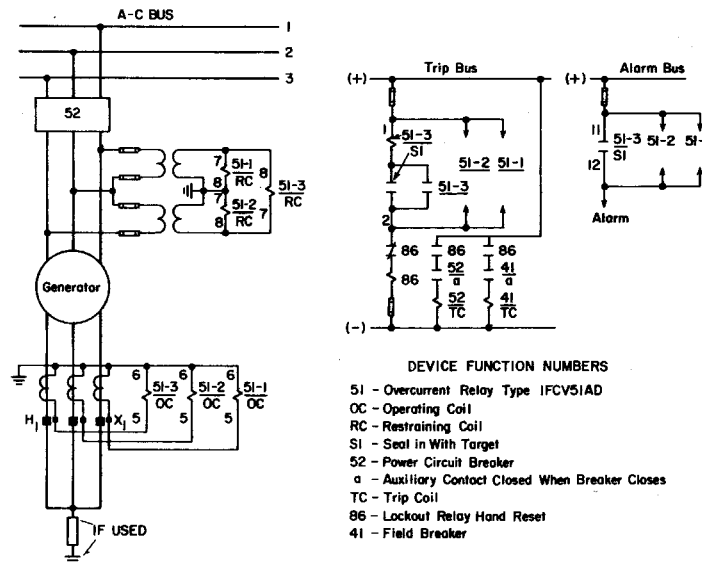 A-C BUS
1
2
3
52
7
51-1
RC
8
7
51-2
RC
8
8
51-3
RC
7
Generator
6
51-3
OC
5
6
51-2
OC
5
6
51-1
OC
5
H1
X1
IF USED
Trip Bus
(+)
1
51-3
SI
51-2
51-1
51-3
2
86
86
86
52
a
52
TC
86
41
a
41
TC
(-)
Alarm Bus
(+)
11
51-3
SI
12
51-2
51-
Alarm
DEVICE FUNCTION NUMBERS
51 - Overcurrent Relay Type IFCV51AD
OC - Operating Coil
RC - Restraining Coil
SI - Seal in With Target
52 - Power Circuit Breaker
a - Auxiliary Contact Closed When Breaker Closes
TC - Trip Coil
86 - Lockout Relay Hand Reset
41 - Field Breaker